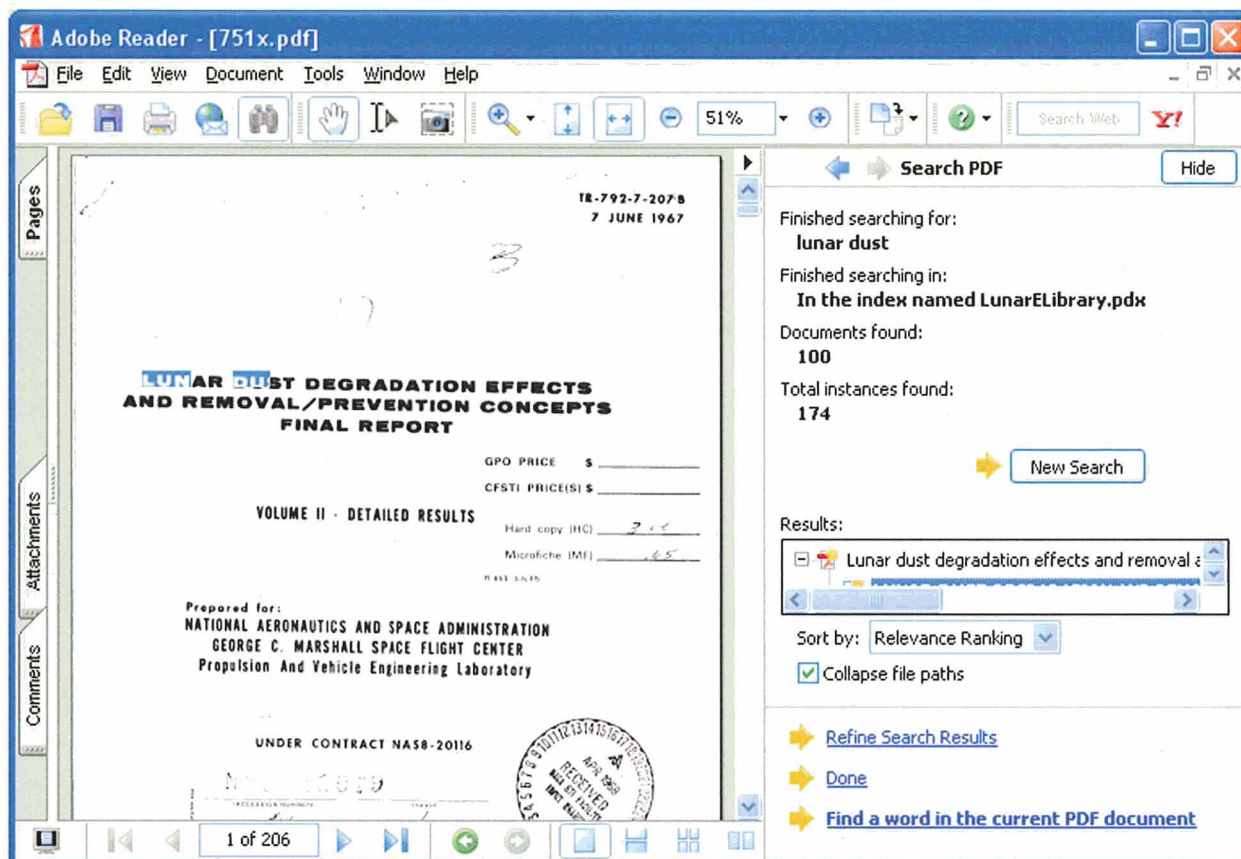 Adobe Reader - [751x.pdf]
File Edit View Document Tools Window Help
51%
Search Web
Y!
Pages
Attachments
Comments
TR-792-7-207B
7 JUNE 1967
3
LUNAR DUST DEGRADATION EFFECTS
AND REMOVAL/PREVENTION CONCEPTS
FINAL REPORT
GPO PRICE $
CFSTI PRICE(S) $
VOLUME II - DETAILED RESULTS
Hard copy (HC)
Microfiche (MF) .65
Prepared for:
NATIONAL AERONAUTICS AND SPACE ADMINISTRATION
GEORGE C. MARSHALL SPACE FLIGHT CENTER
Propulsion And Vehicle Engineering Laboratory
UNDER CONTRACT NAS8-20116
APR 1968
RECEIVED
1 of 206
Search PDF
Hide
Finished searching for:
lunar dust
Finished searching in:
In the index named LunarELibrary.pdx
Documents found:
100
Total instances found:
174
New Search
Results:
Lunar dust degradation effects and removal a
Sort by: Relevance Ranking
Collapse file paths
Refine Search Results
Done
Find a word in the current PDF document